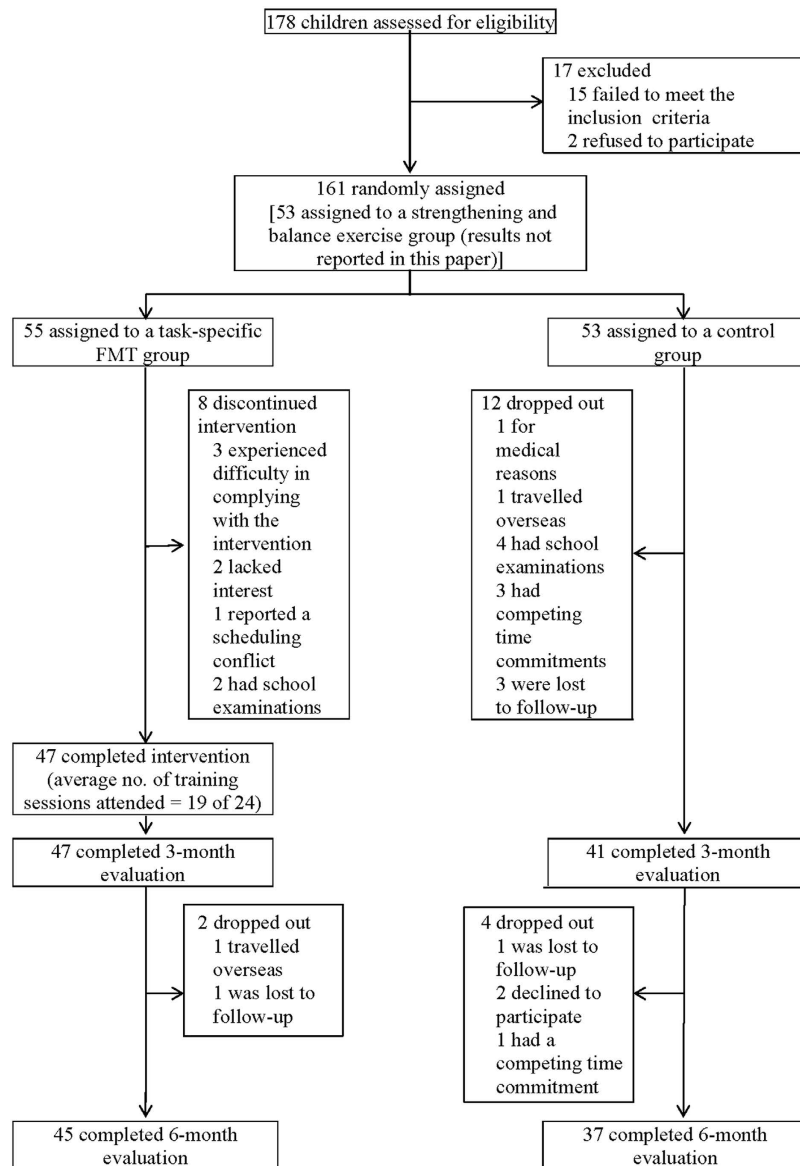 178 children assessed for eligibility
17 excluded
15 failed to meet the
inclusion criteria
2 refused to participate
161 randomly assigned
[53 assigned to a strengthening and
balance exercise group (results not
reported in this paper)]
55 assigned to a task-specific
FMT group
53 assigned to a control
group
8 discontinued
intervention
3 experienced
difficulty in
complying
with the
intervention
2 lacked
interest
1 reported a
scheduling
conflict
2 had school
examinations
12 dropped out
1 for
medical
reasons
1 travelled
overseas
4 had school
examinations
3 had
competing
time
commitments
3 were lost
to follow-up
47 completed intervention
(average no. of training
sessions attended = 19 of 24)
47 completed 3-month
evaluation
41 completed 3-month
evaluation
2 dropped out
1 travelled
overseas
1 was lost to
follow-up
4 dropped out
1 was lost to
follow-up
2 declined to
participate
1 had a
competing time
commitment
45 completed 6-month
evaluation
37 completed 6-month
evaluation